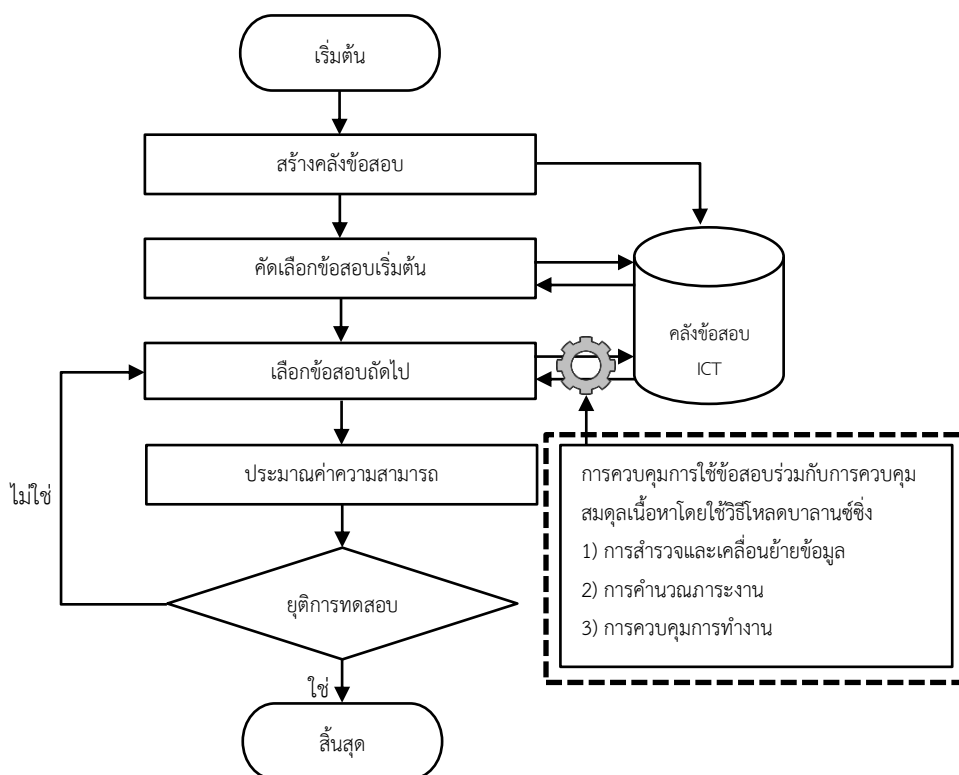 เริ่มต้น
สร้างคลังข้อสอบ
คัดเลือกข้อสอบเริ่มต้น
คลังข้อสอบ
ICT
เลือกข้อสอบถัดไป
ประมาณค่าความสามารถ
ไม่ใช่
การควบคุมการใช้ข้อสอบร่วมกับการควบคุม
สมดุลเนื้อหาโดยใช้วิธีโหลดบาลานซ์ซิ่ง
1) การสำรวจและเคลื่อนย้ายข้อมูล
2) การคำนวณภาระงาน
3) การควบคุมการทำงาน
ยุติการทดสอบ
ใช่
สิ้นสุด